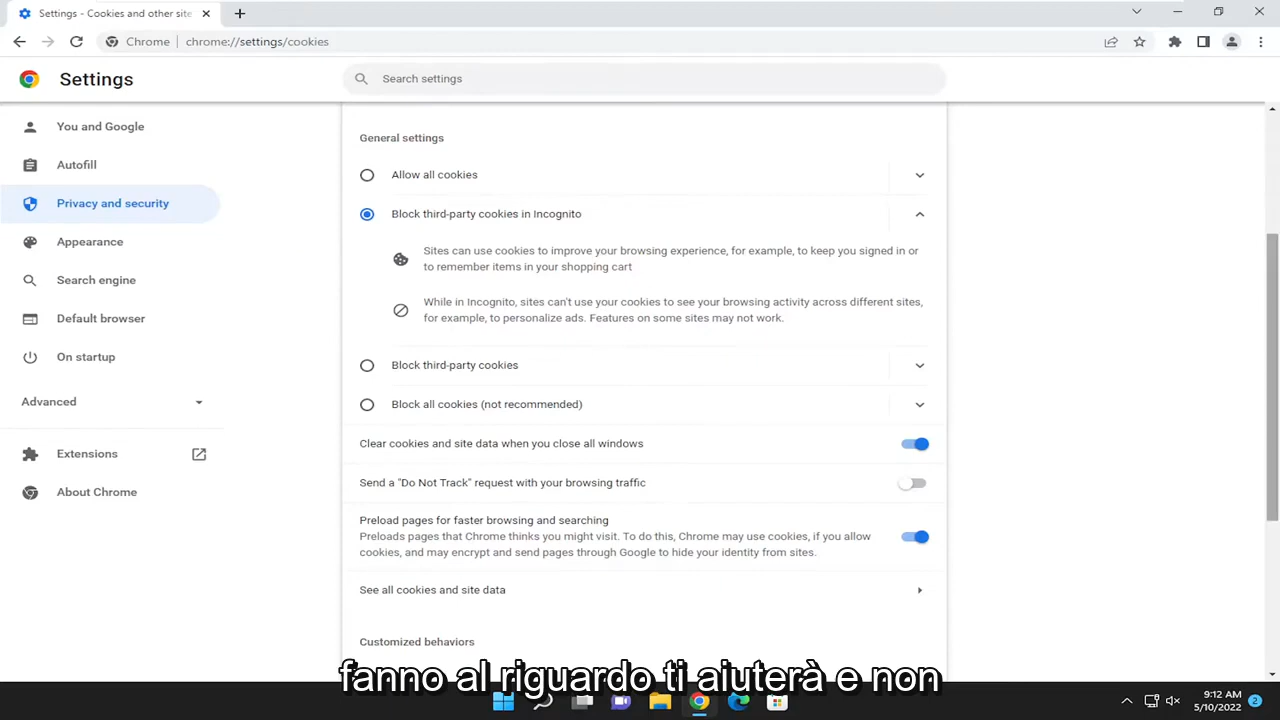 Settings - Cookies and other site
Chrome
chrome://settings/cookies
Settings
Search settings
You and Google
Autofill
Privacy and security
Appearance
Search engine
Default browser
On startup
Advanced
Extensions
About Chrome
General settings
Allow all cookies
Block third-party cookies in Incognito
Sites can use cookies to improve your browsing experience, for example, to keep you signed in or
to remember items in your shopping cart
While in Incognito, sites can't use your cookies to see your browsing activity across different sites,
for example, to personalize ads. Features on some sites may not work.
Block third-party cookies
Block all cookies (not recommended)
Clear cookies and site data when you close all windows
Send a "Do Not Track" request with your browsing traffic
Preload pages for faster browsing and searching
Preloads pages that Chrome thinks you might visit. To do this, Chrome may use cookies, if you allow
cookies, and may encrypt and send pages through Google to hide your identity from sites.
See all cookies and site data
Customized behaviors
fanno al riguardo ti aiuterà e non
9:12 AM
5/10/2022
2